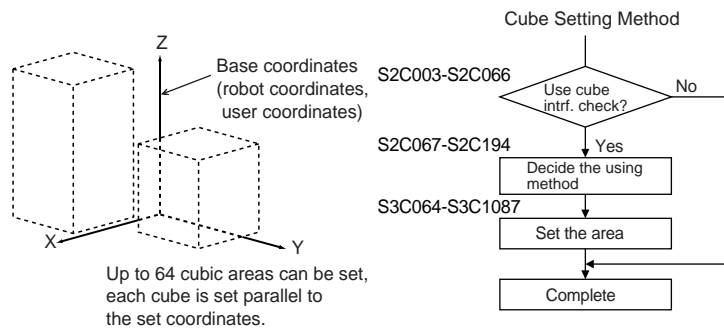 Z
Base coordinates
(robot coordinates,
user coordinates)
X
Y
Up to 64 cubic areas can be set,
each cube is set parallel to
the set coordinates.
Cube Setting Method
S2C003-S2C066
Use cube
intrf. check?
No
Yes
S2C067-S2C194
Decide the using
method
S3C064-S3C1087
Set the area
Complete